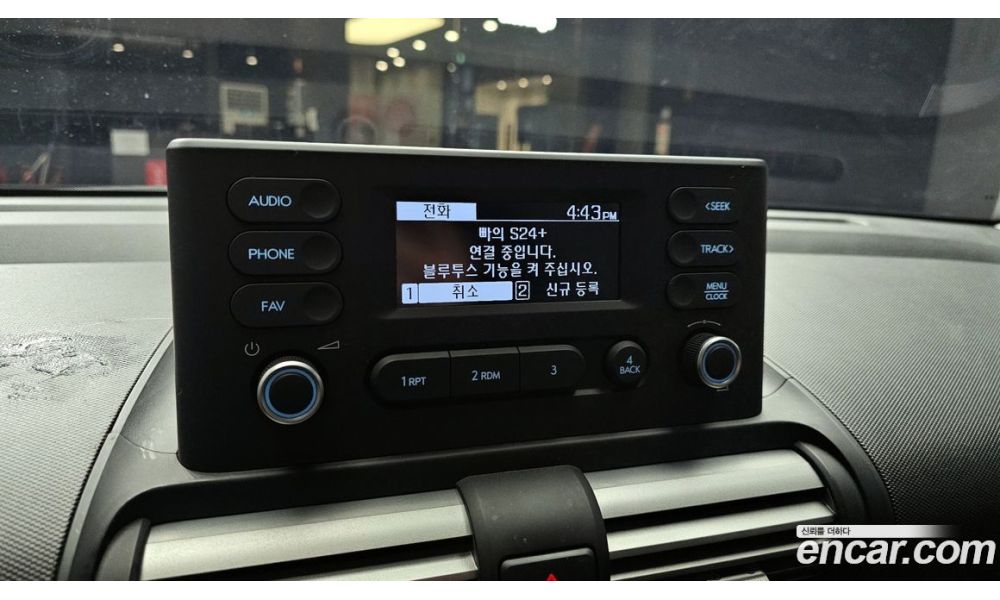 AUDIO
PHONE
FAV
전화
4:43PM
빠의 S24+
연결 중입니다.
블루투스 기능을 켜 주십시오.
1 취소 2 신규 등록
<SEEK
TRACK>
MENU
CLOCK
1 RPT
2 RDM
3
4
BACK
신뢰를 더하다
encar.com